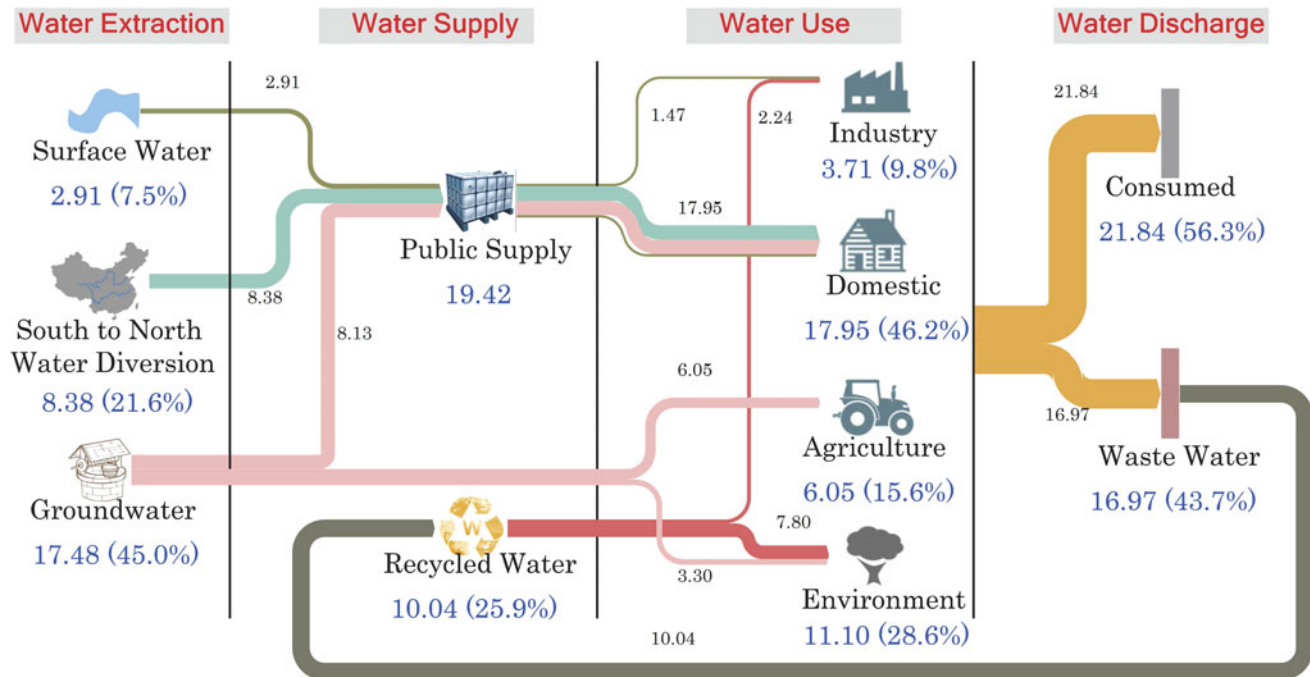 Water Extraction
Water Supply
Water Use
Water Discharge
2.91
Surface Water
2.91 (7.5%)
8.38
South to North
Water Diversion
8.38 (21.6%)
8.13
Groundwater
17.48 (45.0%)
Public Supply
19.42
W
Recycled Water
10.04 (25.9%)
1.47
2.24
17.95
6.05
7.80
3.30
10.04
Industry
3.71 (9.8%)
Domestic
17.95 (46.2%)
Agriculture
6.05 (15.6%)
Environment
11.10 (28.6%)
21.84
Consumed
21.84 (56.3%)
16.97
Waste Water
16.97 (43.7%)